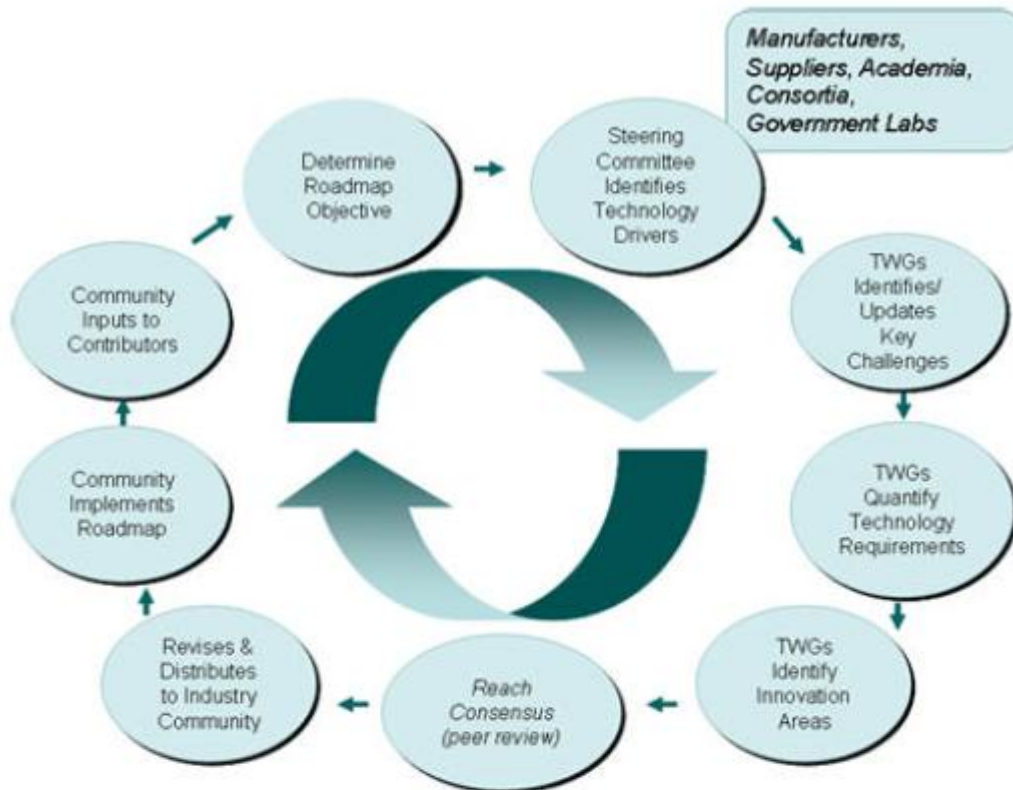 Manufacturers,
Suppliers, Academia,
Consortia,
Government Labs
Determine
Roadmap
Objective
Steering
Committee
Identifies
Technology
Drivers
TWGs
Identifies/
Updates
Key
Challenges
TWGs
Quantify
Technology
Requirements
TWGs
Identify
Innovation
Areas
Reach
Consensus
(peer review)
Revises &
Distributes
to Industry
Community
Community
Implements
Roadmap
Community
Inputs to
Contributors